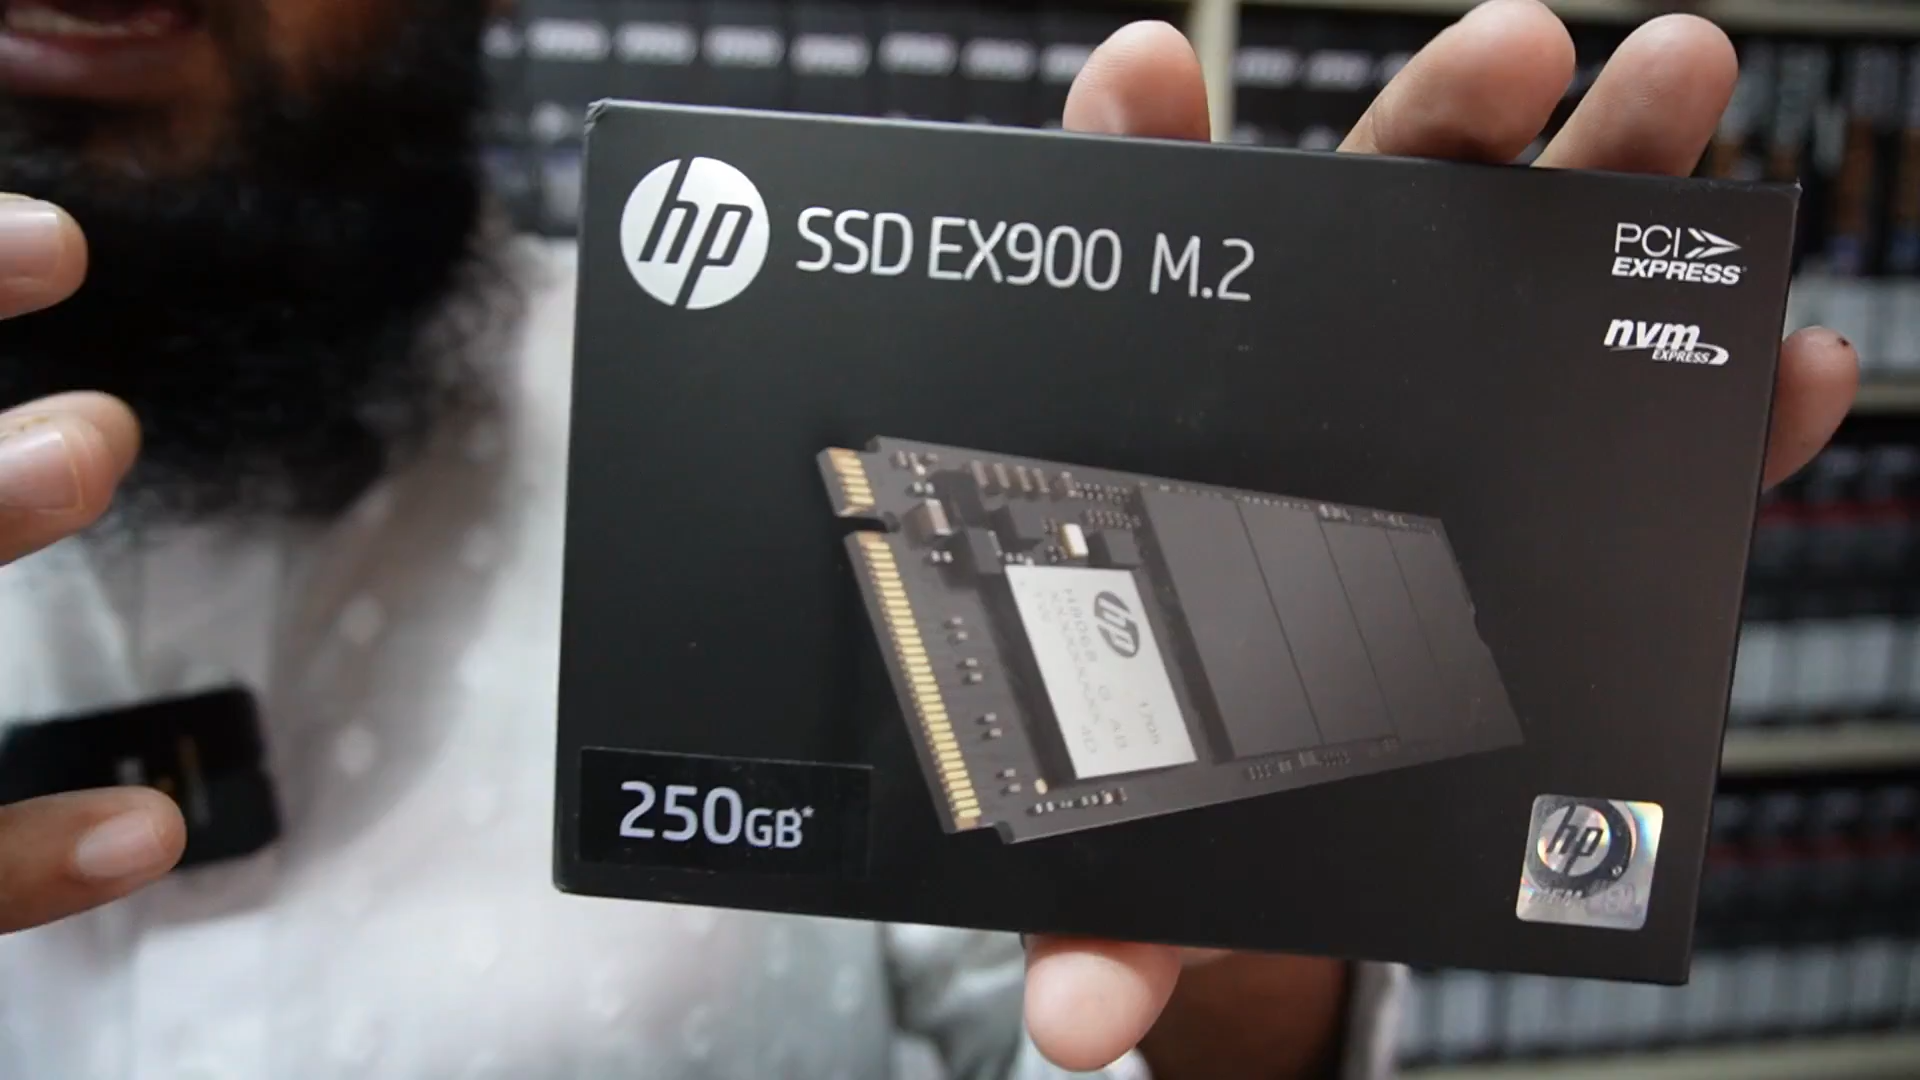 hp SSD EX900 M.2
PCI EXPRESS
nvm EXPRESS
hp
250GB*
hp